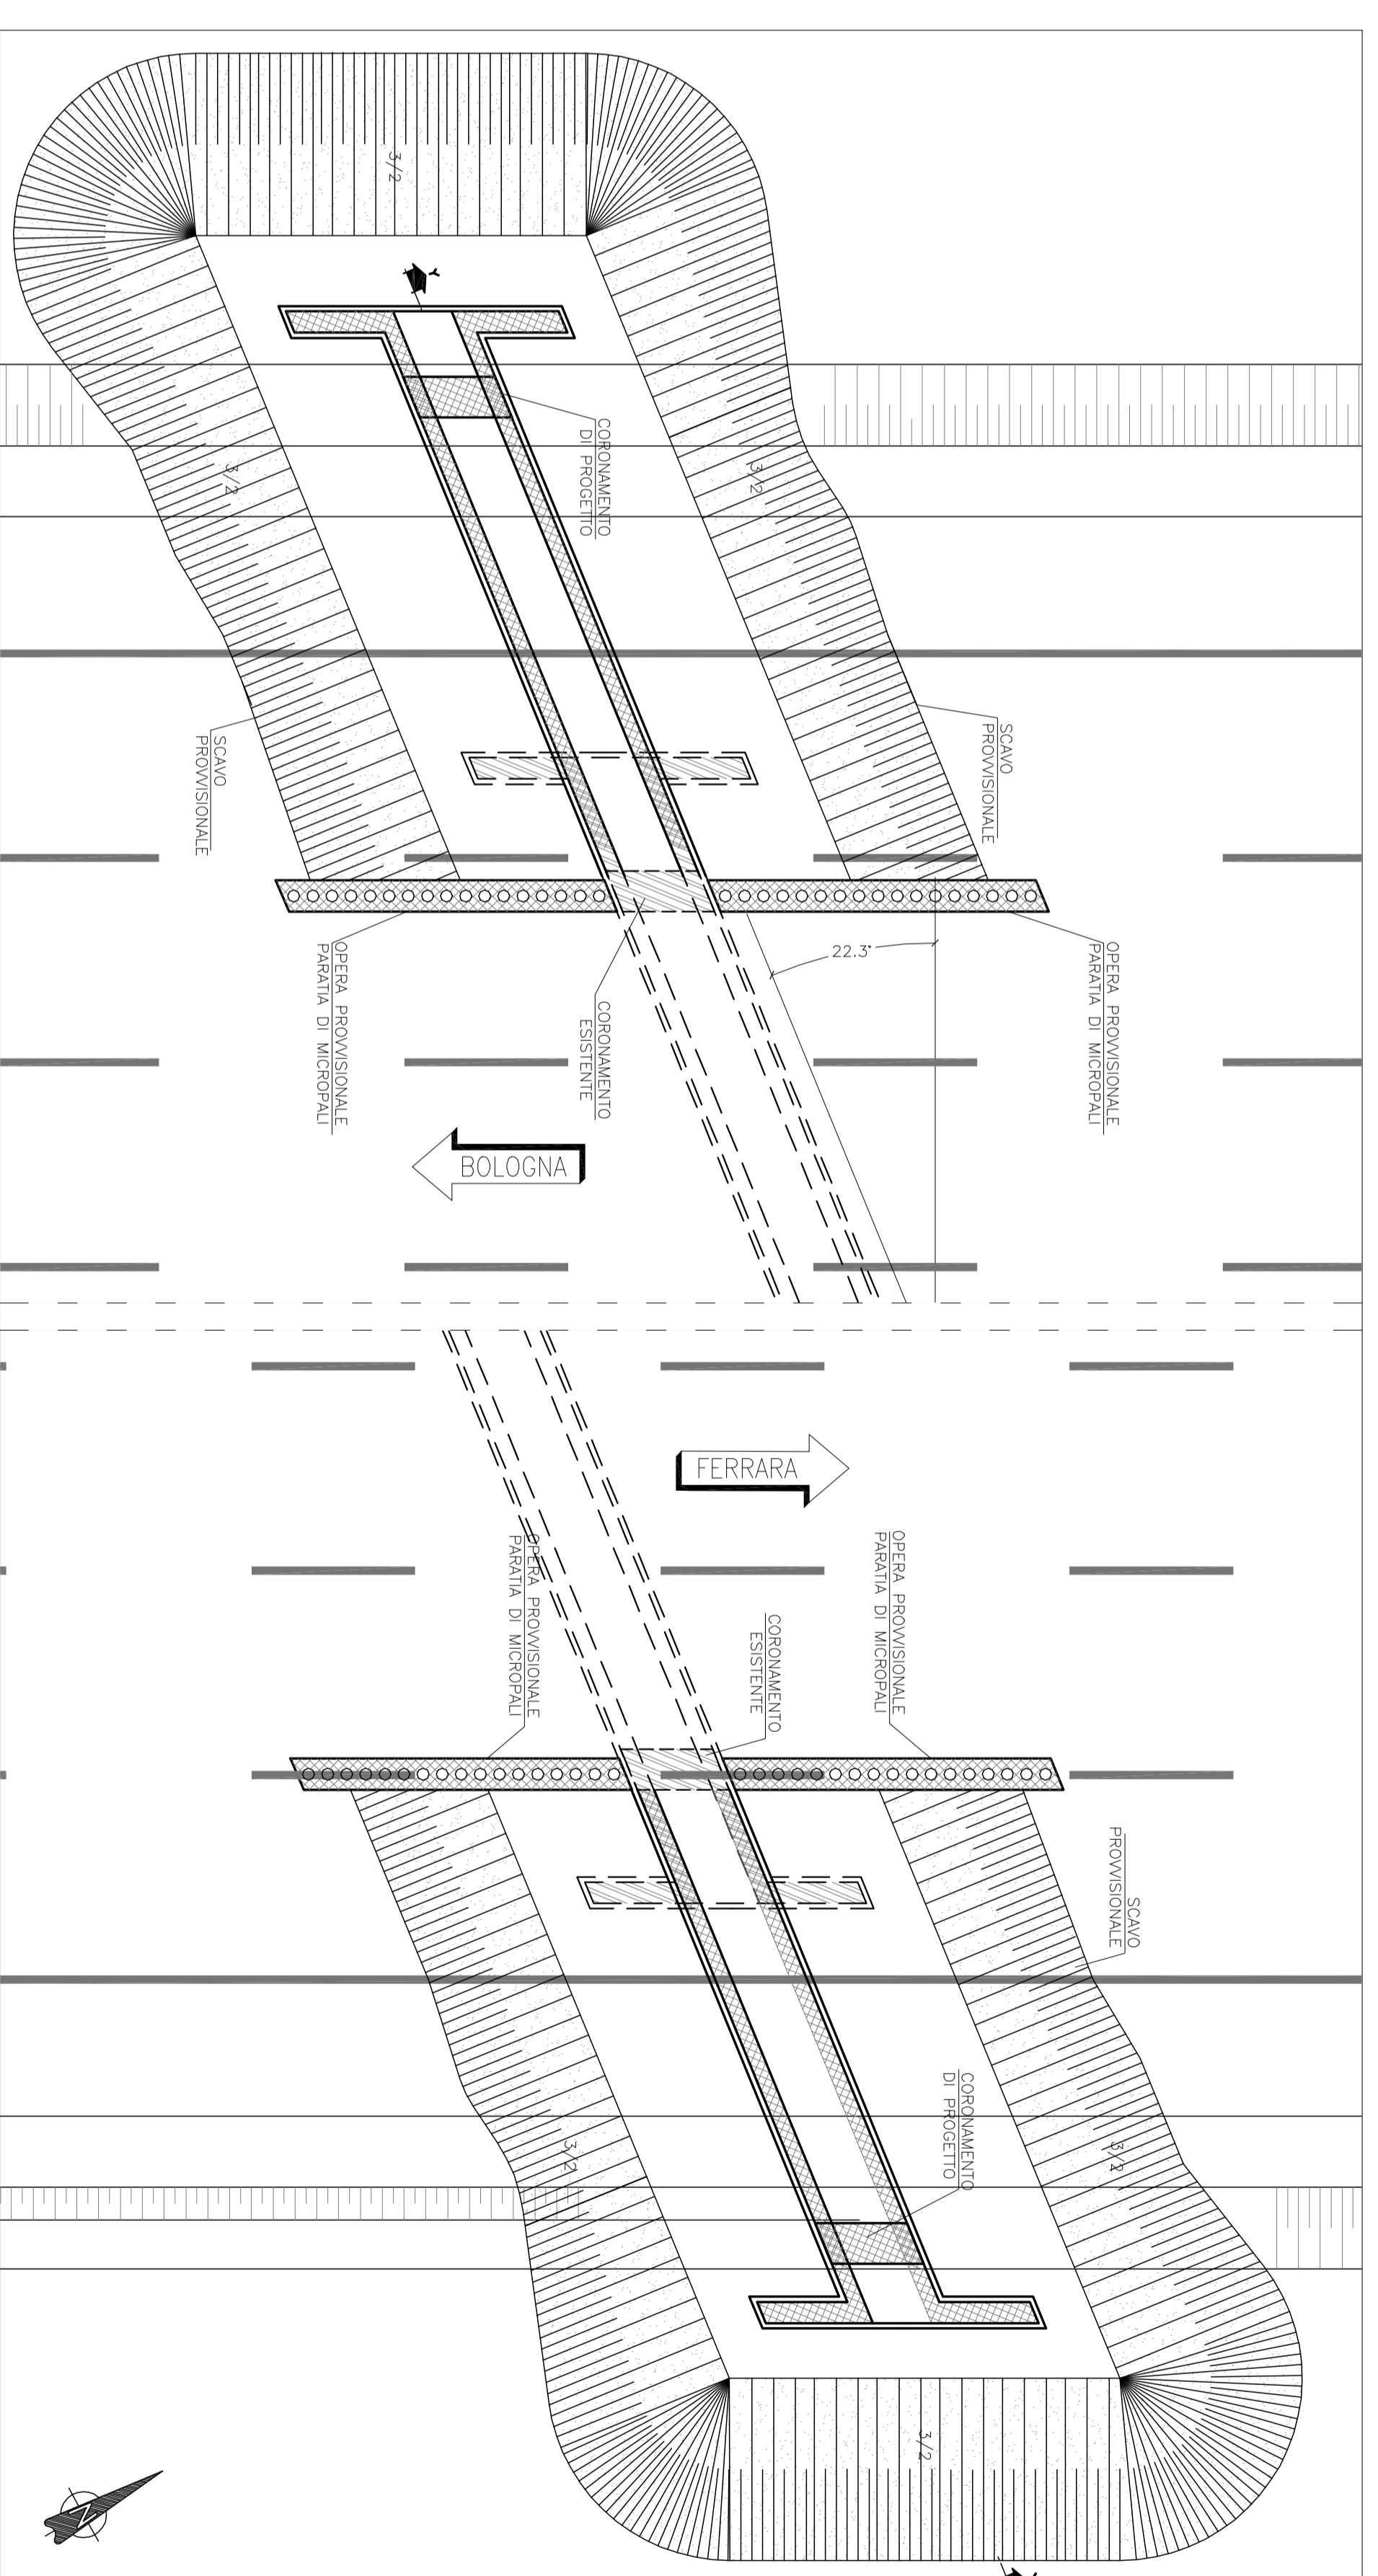 3/2
Y
CORONAMENTO
DI PROGETTO
3/2
3/2
SCAVO
PROVVISIONALE
SCAVO
PROVVISIONALE
OPERA PROVVISIONALE
PARATIA DI MICROPALI
22.3°
OPERA PROVVISIONALE
PARATIA DI MICROPALI
CORONAMENTO
ESISTENTE
BOLOGNA
FERRARA
OPERA PROVVISIONALE
PARATIA DI MICROPALI
OPERA PROVVISIONALE
PARATIA DI MICROPALI
CORONAMENTO
ESISTENTE
SCAVO
PROVVISIONALE
CORONAMENTO
DI PROGETTO
3/2
3/2
3/2
N